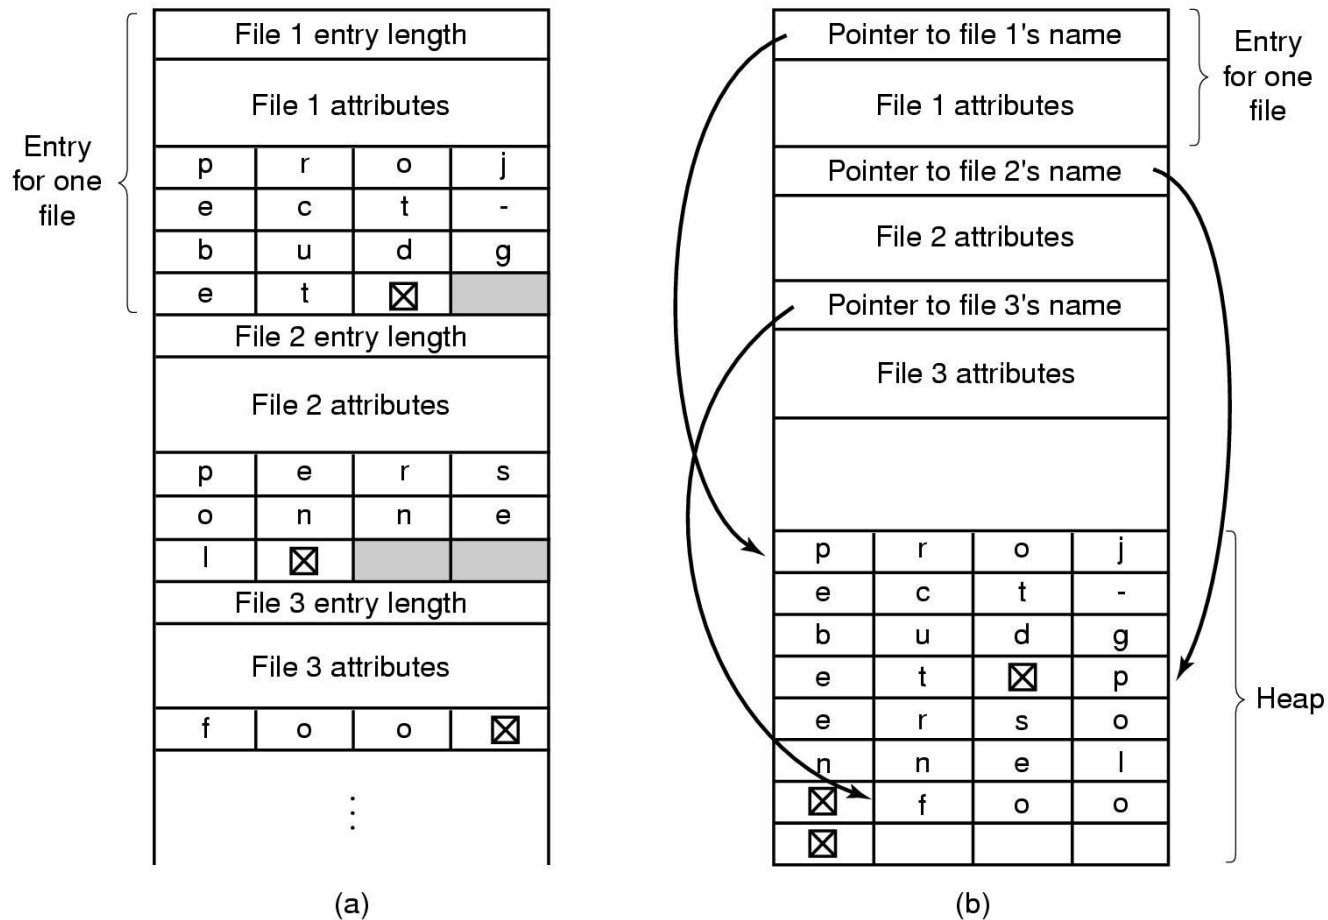 File 1 entry length
File 1 attributes
Entry
for one
file
p r o j
e c t -
b u d g
e t ☒
File 2 entry length
File 2 attributes
p e r s
o n n e
l ☒
File 3 entry length
File 3 attributes
f o o ☒
⋮
(a)
Pointer to file 1's name
Entry
for one
file
File 1 attributes
Pointer to file 2's name
File 2 attributes
Pointer to file 3's name
File 3 attributes
p r o j
e c t -
b u d g
e t ☒ p
e r s o
n n e l
☒ f o o
☒
Heap
(b)